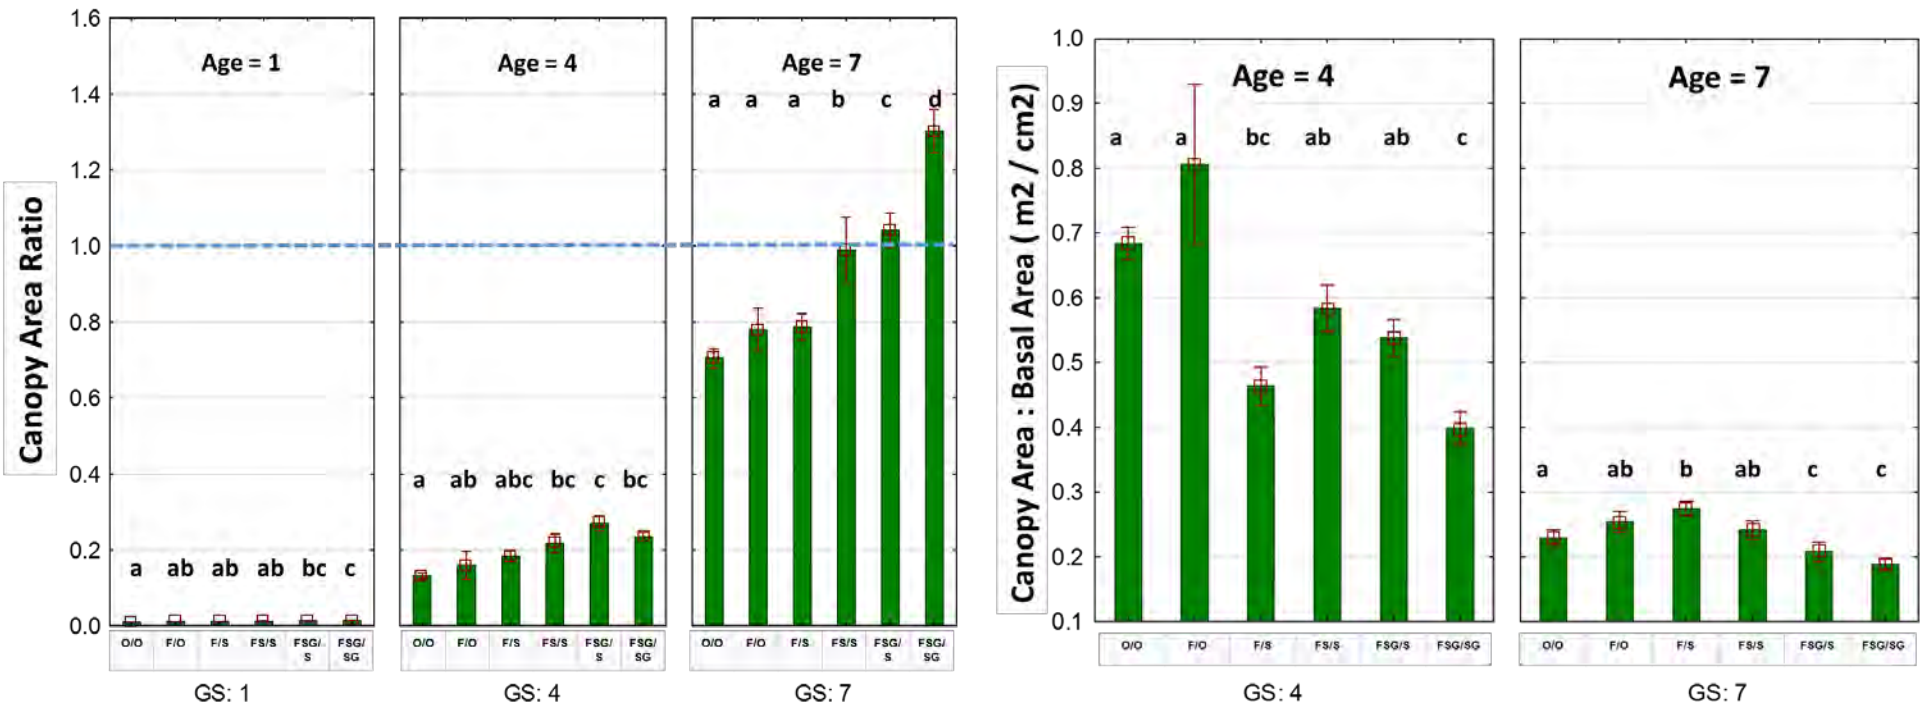 Canopy Area Ratio
1.6
1.4
1.2
1.0
0.8
0.6
0.4
0.2
0.0
Age = 1
a ab ab ab bc c
O/O F/O F/S FS/S FSG/S FSG/SG
GS: 1
Age = 4
a ab abc bc c bc
O/O F/O F/S FS/S FSG/S FSG/SG
GS: 4
Age = 7
a a a b c d
O/O F/O F/S FS/S FSG/S FSG/SG
GS: 7
Canopy Area : Basal Area ( m2 / cm2)
1.0
0.9
0.8
0.7
0.6
0.5
0.4
0.3
0.2
0.1
Age = 4
a a bc ab ab c
O/O F/O F/S FS/S FSG/S FSG/SG
GS: 4
Age = 7
a ab b ab c c
O/O F/O F/S FS/S FSG/S FSG/SG
GS: 7